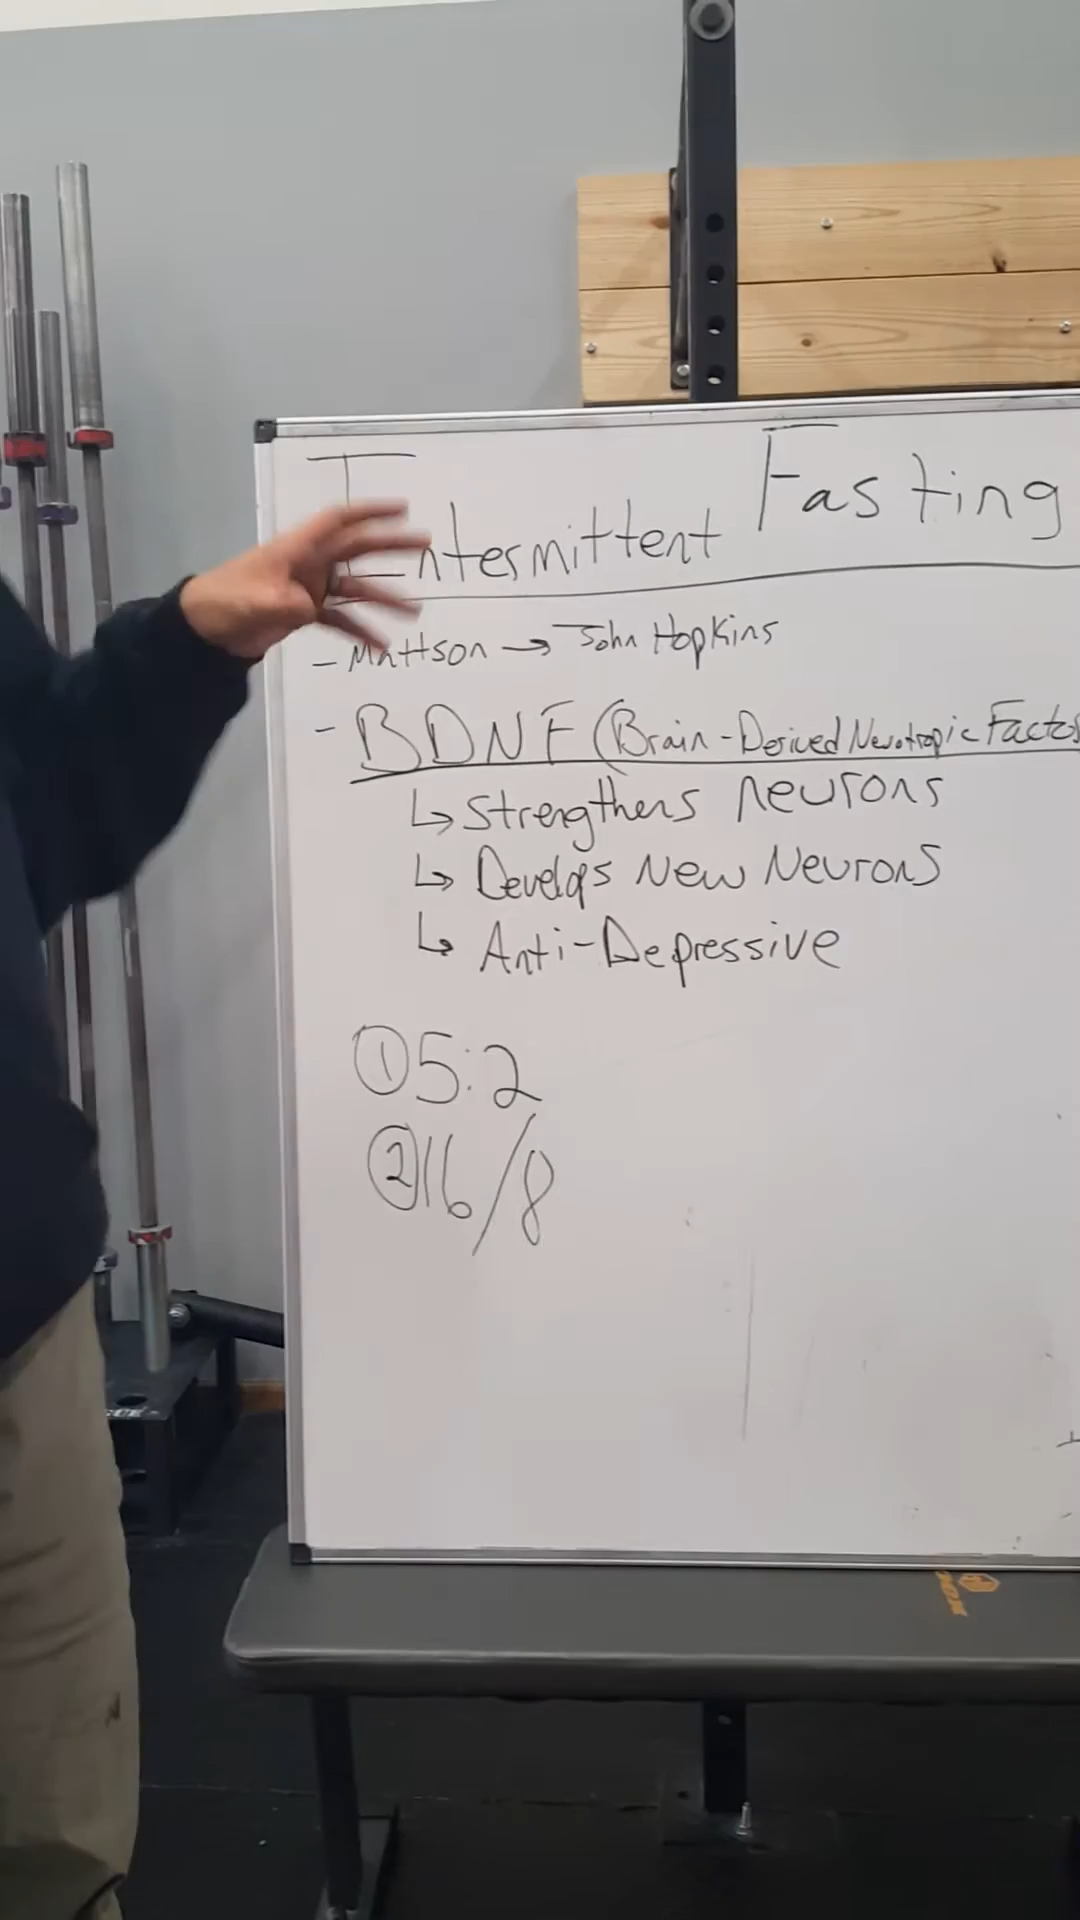 Intermittent Fasting
- Mattson → John Hopkins
- BDNF (Brain-Derived Neurotropic Factor
↳ Strengthens neurons
↳ Develops New Neurons
↳ Anti-Depressive
① 5:2
② 16/8